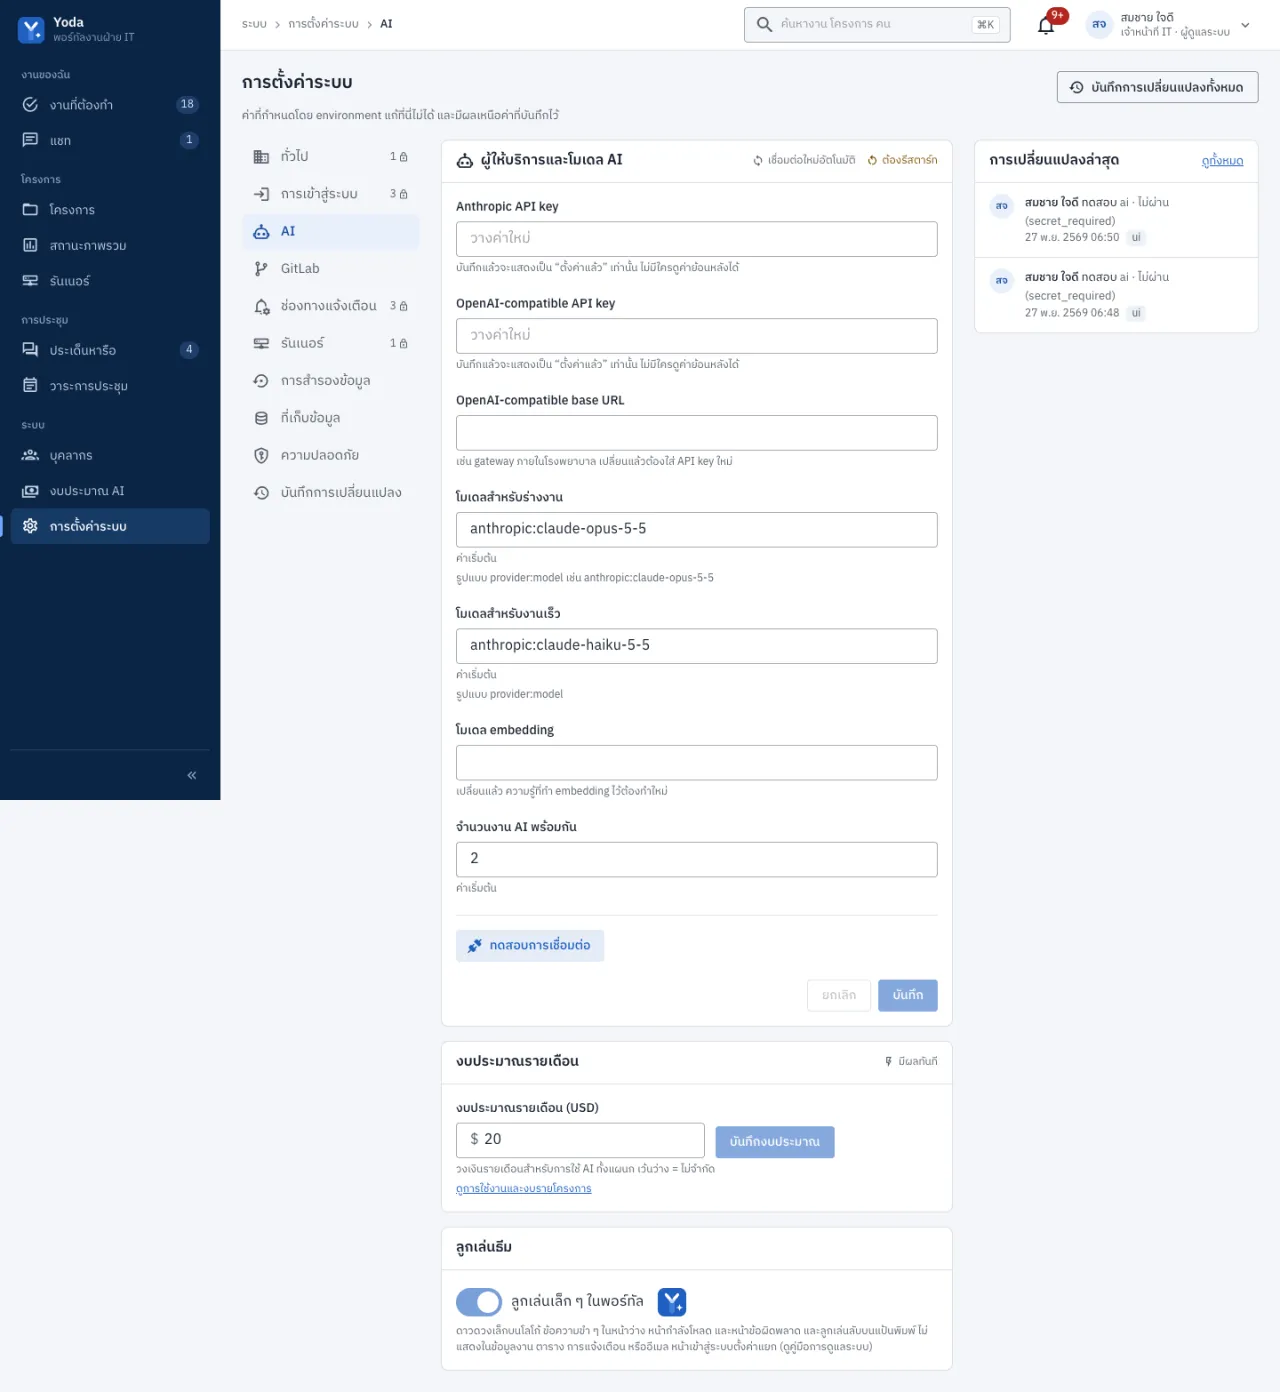 Yoda
พอร์ทัลงานฝ่าย IT
งานของฉัน
งานที่ต้องทำ 18
แชท 1
โครงการ
โครงการ
สถานะภาพรวม
รันเนอร์
การประชุม
ประเด็นหารือ 4
วาระการประชุม
ระบบ
บุคลากร
งบประมาณ AI
การตั้งค่าระบบ
«
ระบบ › การตั้งค่าระบบ › AI
ค้นหางาน โครงการ คน ⌘K
9+
สจ
สมชาย ใจดี
เจ้าหน้าที่ IT · ผู้ดูแลระบบ
การตั้งค่าระบบ
ค่าที่กำหนดโดย environment แก้ที่นี่ไม่ได้ และมีผลเหนือค่าที่บันทึกไว้
บันทึกการเปลี่ยนแปลงทั้งหมด
ทั่วไป 1
การเข้าสู่ระบบ 3
AI
GitLab
ช่องทางแจ้งเตือน 3
รันเนอร์ 1
การสำรองข้อมูล
ที่เก็บข้อมูล
ความปลอดภัย
บันทึกการเปลี่ยนแปลง
ผู้ให้บริการและโมเดล AI
เชื่อมต่อใหม่อัตโนมัติ
ต้องรีสตาร์ท
Anthropic API key
วางค่าใหม่
บันทึกแล้วจะแสดงเป็น “ตั้งค่าแล้ว” เท่านั้น ไม่มีใครดูค่าย้อนหลังได้
OpenAI-compatible API key
วางค่าใหม่
บันทึกแล้วจะแสดงเป็น “ตั้งค่าแล้ว” เท่านั้น ไม่มีใครดูค่าย้อนหลังได้
OpenAI-compatible base URL
เช่น gateway ภายในโรงพยาบาล เปลี่ยนแล้วต้องใส่ API key ใหม่
โมเดลสำหรับร่างงาน
anthropic:claude-opus-5-5
ค่าเริ่มต้น
รูปแบบ provider:model เช่น anthropic:claude-opus-5-5
โมเดลสำหรับงานเร็ว
anthropic:claude-haiku-5-5
ค่าเริ่มต้น
รูปแบบ provider:model
โมเดล embedding
เปลี่ยนแล้ว ความรู้ที่ทำ embedding ไว้ต้องทำใหม่
จำนวนงาน AI พร้อมกัน
2
ค่าเริ่มต้น
ทดสอบการเชื่อมต่อ
ยกเลิก
บันทึก
งบประมาณรายเดือน
มีผลทันที
งบประมาณรายเดือน (USD)
$ 20
บันทึกงบประมาณ
วงเงินรายเดือนสำหรับการใช้ AI ทั้งแผนก เว้นว่าง = ไม่จำกัด
ดูการใช้งานและงบรายโครงการ
ลูกเล่นธีม
ลูกเล่นเล็ก ๆ ในพอร์ทัล
ดาวดวงเล็กบนโลโก้ ข้อความขำ ๆ ในหน้าว่าง หน้ากำลังโหลด และหน้าข้อผิดพลาด และลูกเล่นลับบนแป้นพิมพ์ ไม่
แสดงในข้อมูลงาน ตาราง การแจ้งเตือน หรืออีเมล หน้าเข้าสู่ระบบตั้งค่าแยก (ดูคู่มือการดูแลระบบ)
การเปลี่ยนแปลงล่าสุด
ดูทั้งหมด
สจ
สมชาย ใจดี ทดสอบ ai · ไม่ผ่าน
(secret_required)
27 พ.ย. 2569 06:50 ui
สจ
สมชาย ใจดี ทดสอบ ai · ไม่ผ่าน
(secret_required)
27 พ.ย. 2569 06:48 ui